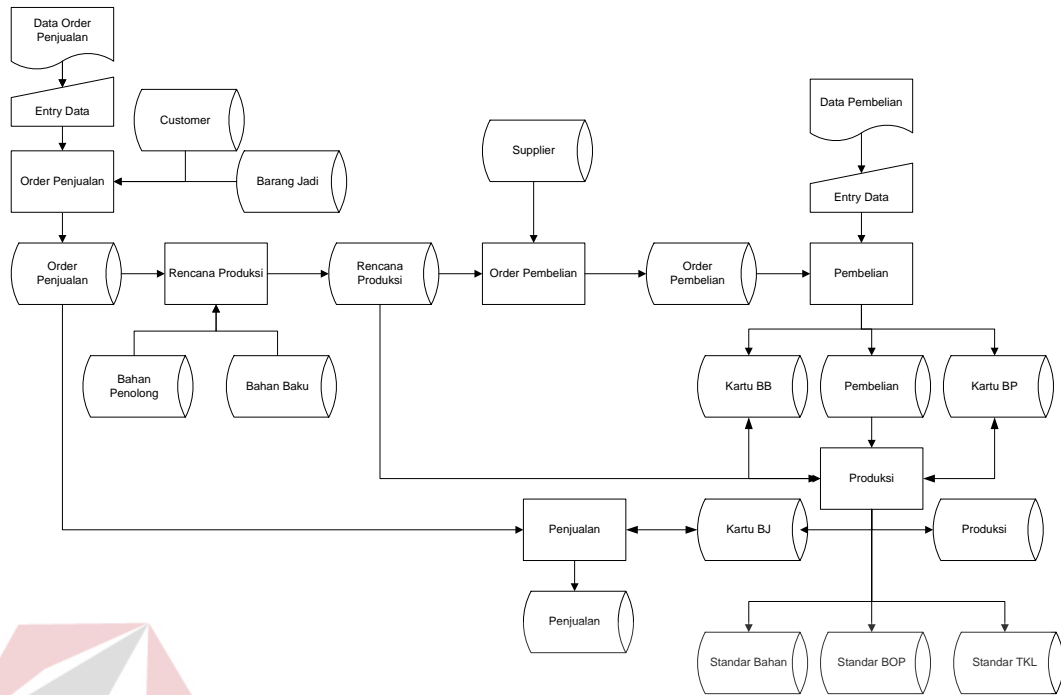 Data Order
Penjualan
Entry Data
Customer
Data Pembelian
Order Penjualan
Barang Jadi
Supplier
Entry Data
Order
Penjualan
Rencana Produksi
Rencana
Produksi
Order Pembelian
Order
Pembelian
Pembelian
Bahan
Penolong
Bahan Baku
Kartu BB
Pembelian
Kartu BP
Produksi
Penjualan
Kartu BJ
Produksi
Penjualan
Standar Bahan
Standar BOP
Standar TKL